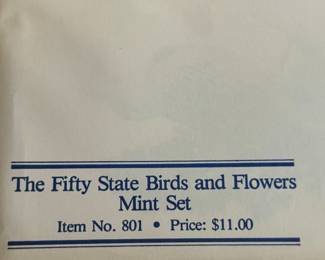 The Fifty State Birds and Flowers
Mint Set
Item No. 801 • Price: $11.00